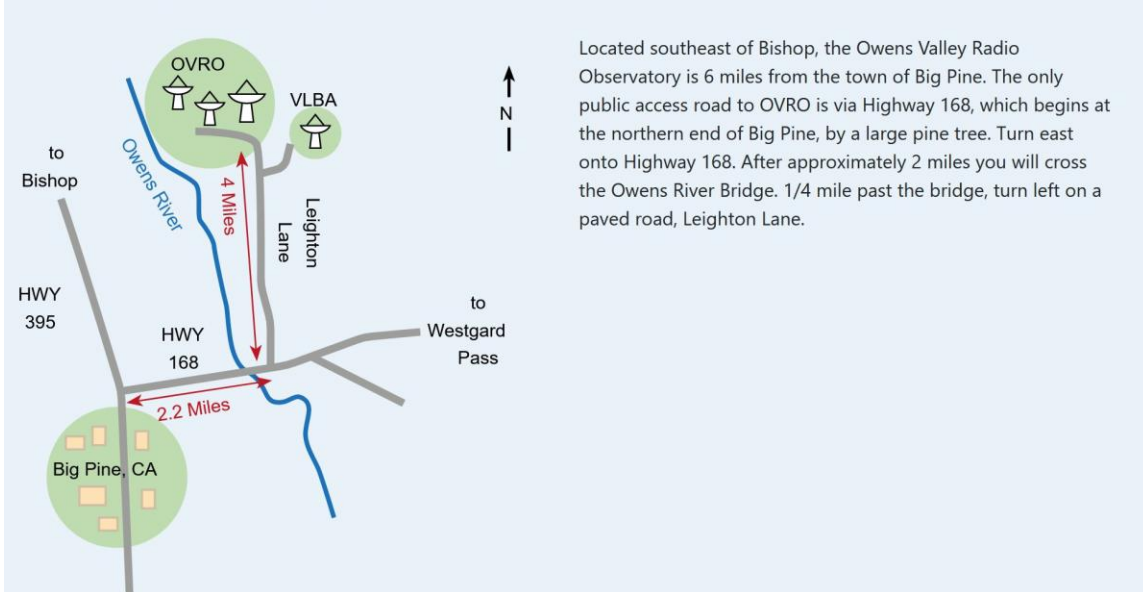 OVRO
VLBA
N
to
Bishop
Owens River
4 Miles
Leighton
Lane
HWY
395
HWY
168
to
Westgard
Pass
2.2 Miles
Big Pine, CA
Located southeast of Bishop, the Owens Valley Radio
Observatory is 6 miles from the town of Big Pine. The only
public access road to OVRO is via Highway 168, which begins at
the northern end of Big Pine, by a large pine tree. Turn east
onto Highway 168. After approximately 2 miles you will cross
the Owens River Bridge. 1/4 mile past the bridge, turn left on a
paved road, Leighton Lane.